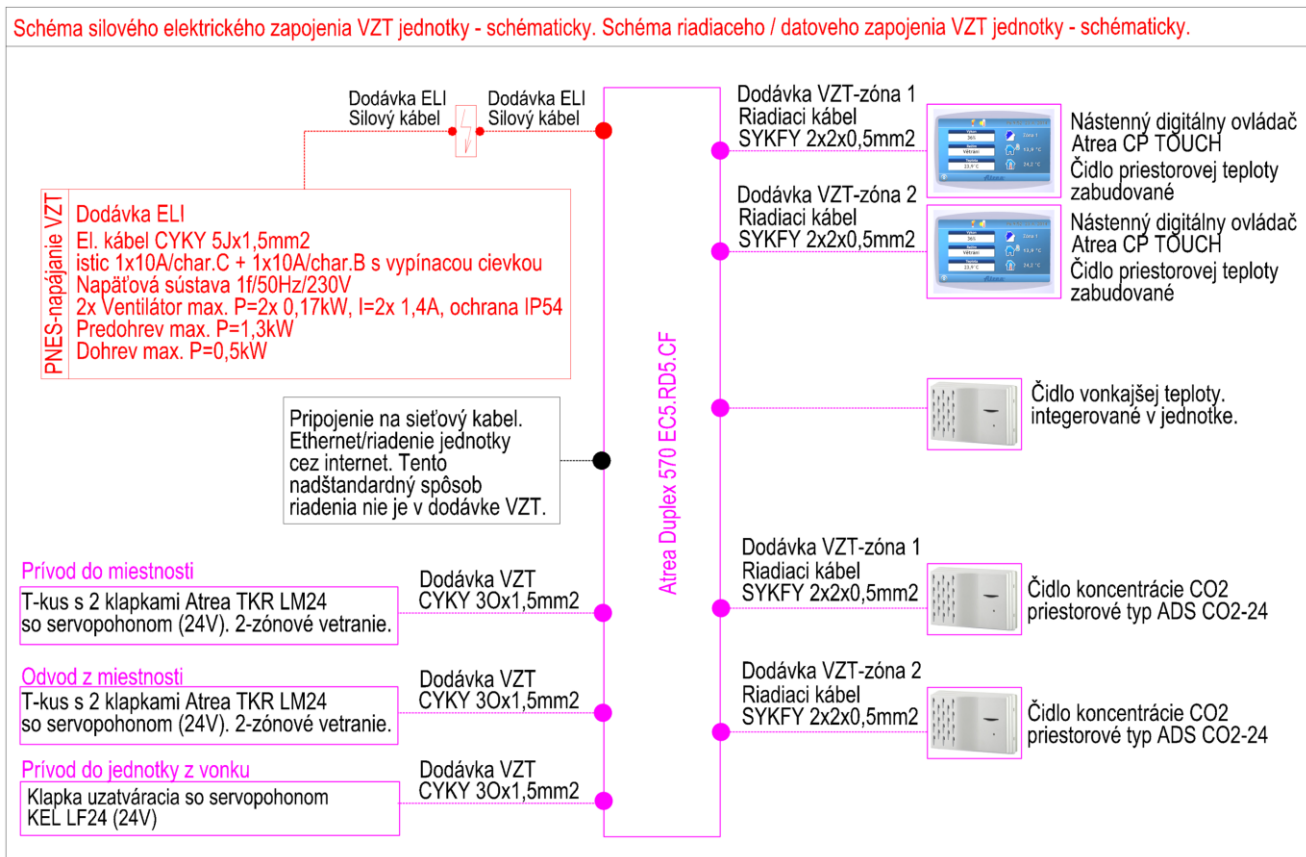 Schéma silového elektrického zapojenia VZT jednotky - schématicky. Schéma riadiaceho / datoveho zapojenia VZT jednotky - schématicky.
Dodávka ELI
Silový kábel
Dodávka ELI
Silový kábel
PNES-napájanie VZT
Dodávka ELI
El. kábel CYKY 5Jx1,5mm2
istic 1x10A/char.C + 1x10A/char.B s vypínacou cievkou
Napäťová sústava 1f/50Hz/230V
2x Ventilátor max. P=2x 0,17kW, I=2x 1,4A, ochrana IP54
Predohrev max. P=1,3kW
Dohrev max. P=0,5kW
Pripojenie na sieťový kabel.
Ethernet/riadenie jednotky
cez internet. Tento
nadštandardný spôsob
riadenia nie je v dodávke VZT.
Prívod do miestnosti
T-kus s 2 klapkami Atrea TKR LM24
so servopohonom (24V). 2-zónové vetranie.
Dodávka VZT
CYKY 3Ox1,5mm2
Odvod z miestnosti
T-kus s 2 klapkami Atrea TKR LM24
so servopohonom (24V). 2-zónové vetranie.
Dodávka VZT
CYKY 3Ox1,5mm2
Prívod do jednotky z vonku
Klapka uzatváracia so servopohonom
KEL LF24 (24V)
Dodávka VZT
CYKY 3Ox1,5mm2
Atrea Duplex 570 EC5.RD5.CF
Dodávka VZT-zóna 1
Riadiaci kábel
SYKFY 2x2x0,5mm2
Nástenný digitálny ovládač
Atrea CP TOUCH
Čidlo priestorovej teploty
zabudované
Dodávka VZT-zóna 2
Riadiaci kábel
SYKFY 2x2x0,5mm2
Nástenný digitálny ovládač
Atrea CP TOUCH
Čidlo priestorovej teploty
zabudované
Čidlo vonkajšej teploty.
integerované v jednotke.
Dodávka VZT-zóna 1
Riadiaci kábel
SYKFY 2x2x0,5mm2
Čidlo koncentrácie CO2
priestorové typ ADS CO2-24
Dodávka VZT-zóna 2
Riadiaci kábel
SYKFY 2x2x0,5mm2
Čidlo koncentrácie CO2
priestorové typ ADS CO2-24